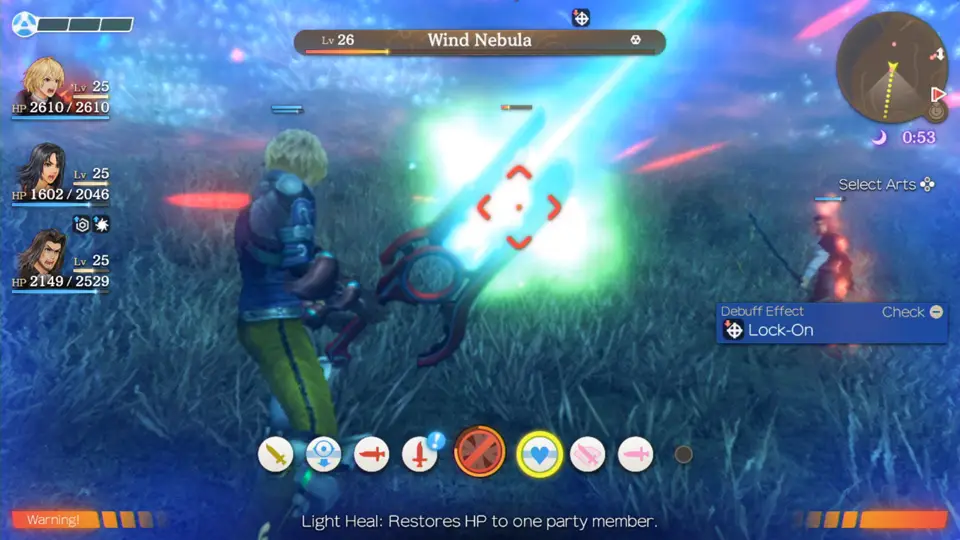 Lv 26 Wind Nebula
Lv 25
HP 2610 / 2610
Lv 25
HP 1602 / 2046
Lv 25
HP 2149 / 2529
0:53
Select Arts
Debuff Effect Check
Lock-On
Warning!
Light Heal: Restores HP to one party member.